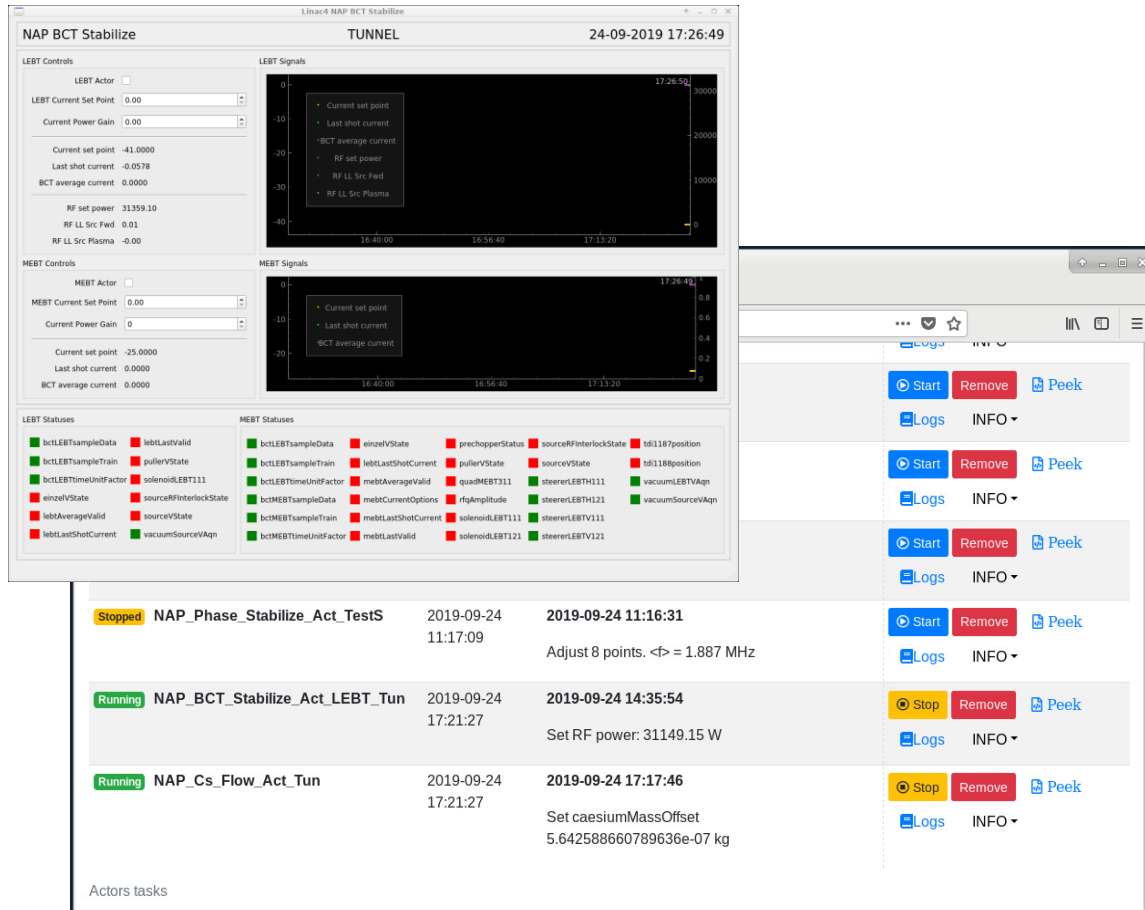 Linac4 NAP BCT Stabilize
NAP BCT Stabilize TUNNEL 24-09-2019 17:26:49
LEBT Controls
LEBT Actor
LEBT Current Set Point 0.00
Current Power Gain 0.00
Current set point -41.0000
Last shot current -0.0578
BCT average current 0.0000
RF set power 31359.10
RF LL Src Fwd 0.01
RF LL Src Plasma -0.00
LEBT Signals
17:26:50
0
-10
-20
-30
-40
Current set point
Last shot current
BCT average current
RF set power
RF LL Src Fwd
RF LL Src Plasma
30000
20000
10000
0
16:40:00 16:56:40 17:13:20
MEBT Controls
MEBT Actor
MEBT Current Set Point 0.00
Current Power Gain 0
Current set point -25.0000
Last shot current 0.0000
BCT average current 0.0000
MEBT Signals
17:26:49
0
-10
-20
Current set point
Last shot current
BCT average current
1
0.8
0.6
0.4
0.2
0
16:40:00 16:56:40 17:13:20
LEBT Statuses
bctLEBTsampleData lebtLastValid
bctLEBTsampleTrain pullerVState
bctLEBTtimeUnitFactor solenoidLEBT111
einzelVState sourceRFInterlockState
lebtAverageValid sourceVState
lebtLastShotCurrent vacuumSourceVAqn
MEBT Statuses
bctLEBTsampleData einzelVState prechopperStatus sourceRFInterlockState tdi1187position
bctLEBTsampleTrain lebtLastShotCurrent pullerVState sourceVState tdi1188position
bctLEBTtimeUnitFactor mebtAverageValid quadMEBT311 steererLEBTH111 vacuumLEBTVAqn
bctMEBTsampleData mebtCurrentOptions rfqAmplitude steererLEBTH121 vacuumSourceVAqn
bctMEBTsampleTrain mebtLastShotCurrent solenoidLEBT111 steererLEBTV111
bctMEBTtimeUnitFactor mebtLastValid solenoidLEBT121 steererLEBTV121
Logs INFO
Start Remove Peek
Logs INFO
Start Remove Peek
Logs INFO
Start Remove Peek
Logs INFO
Stopped NAP_Phase_Stabilize_Act_TestS 2019-09-24 2019-09-24 11:16:31 Start Remove Peek
11:17:09
Adjust 8 points. <f> = 1.887 MHz Logs INFO
Running NAP_BCT_Stabilize_Act_LEBT_Tun 2019-09-24 2019-09-24 14:35:54 Stop Remove Peek
17:21:27
Set RF power: 31149.15 W Logs INFO
Running NAP_Cs_Flow_Act_Tun 2019-09-24 2019-09-24 17:17:46 Stop Remove Peek
17:21:27
Set caesiumMassOffset Logs INFO
5.642588660789636e-07 kg
Actors tasks